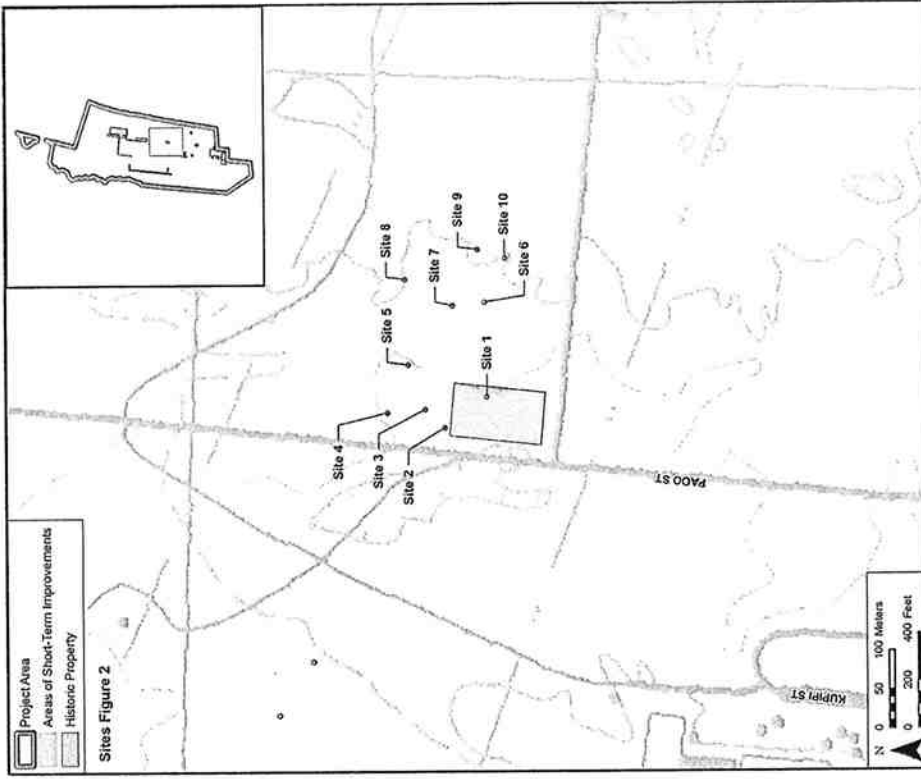 Project Area
Areas of Short-Term Improvements
Historic Property
Sites Figure 2
Site 8
Site 9
Site 7
Site 10
Site 5
Site 6
Site 1
Site 4
Site 3
Site 2
PAOO ST
KUPIPI ST
N
0 50 100 Meters
0 200 400 Feet